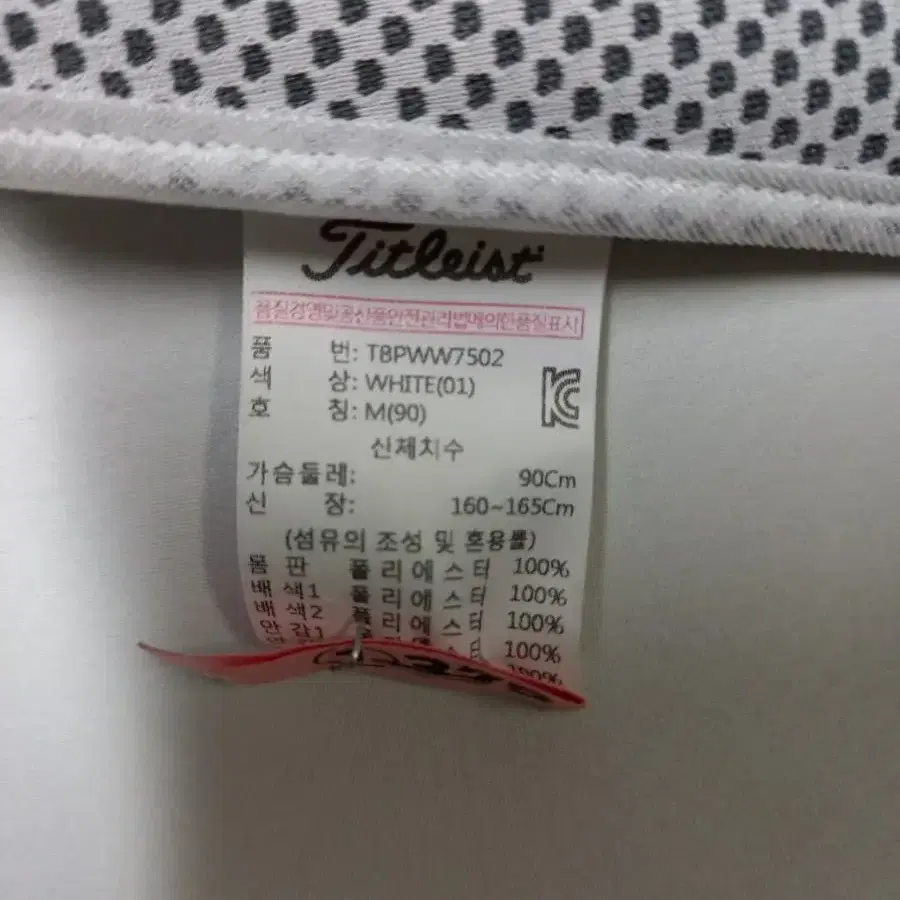 Titleist
품질경영및공산품안전관리법에의한품질표시
품 번: TBPWW7502
색 상: WHITE(01)
호 칭: M(90)
신체치수
가슴둘레: 90Cm
신 장: 160~165Cm
(섬유의 조성 및 혼용률)
몸 판 폴리에스터 100%
배색1 폴리에스터 100%
배색2 폴리에스터 100%
안감1 100%
100%